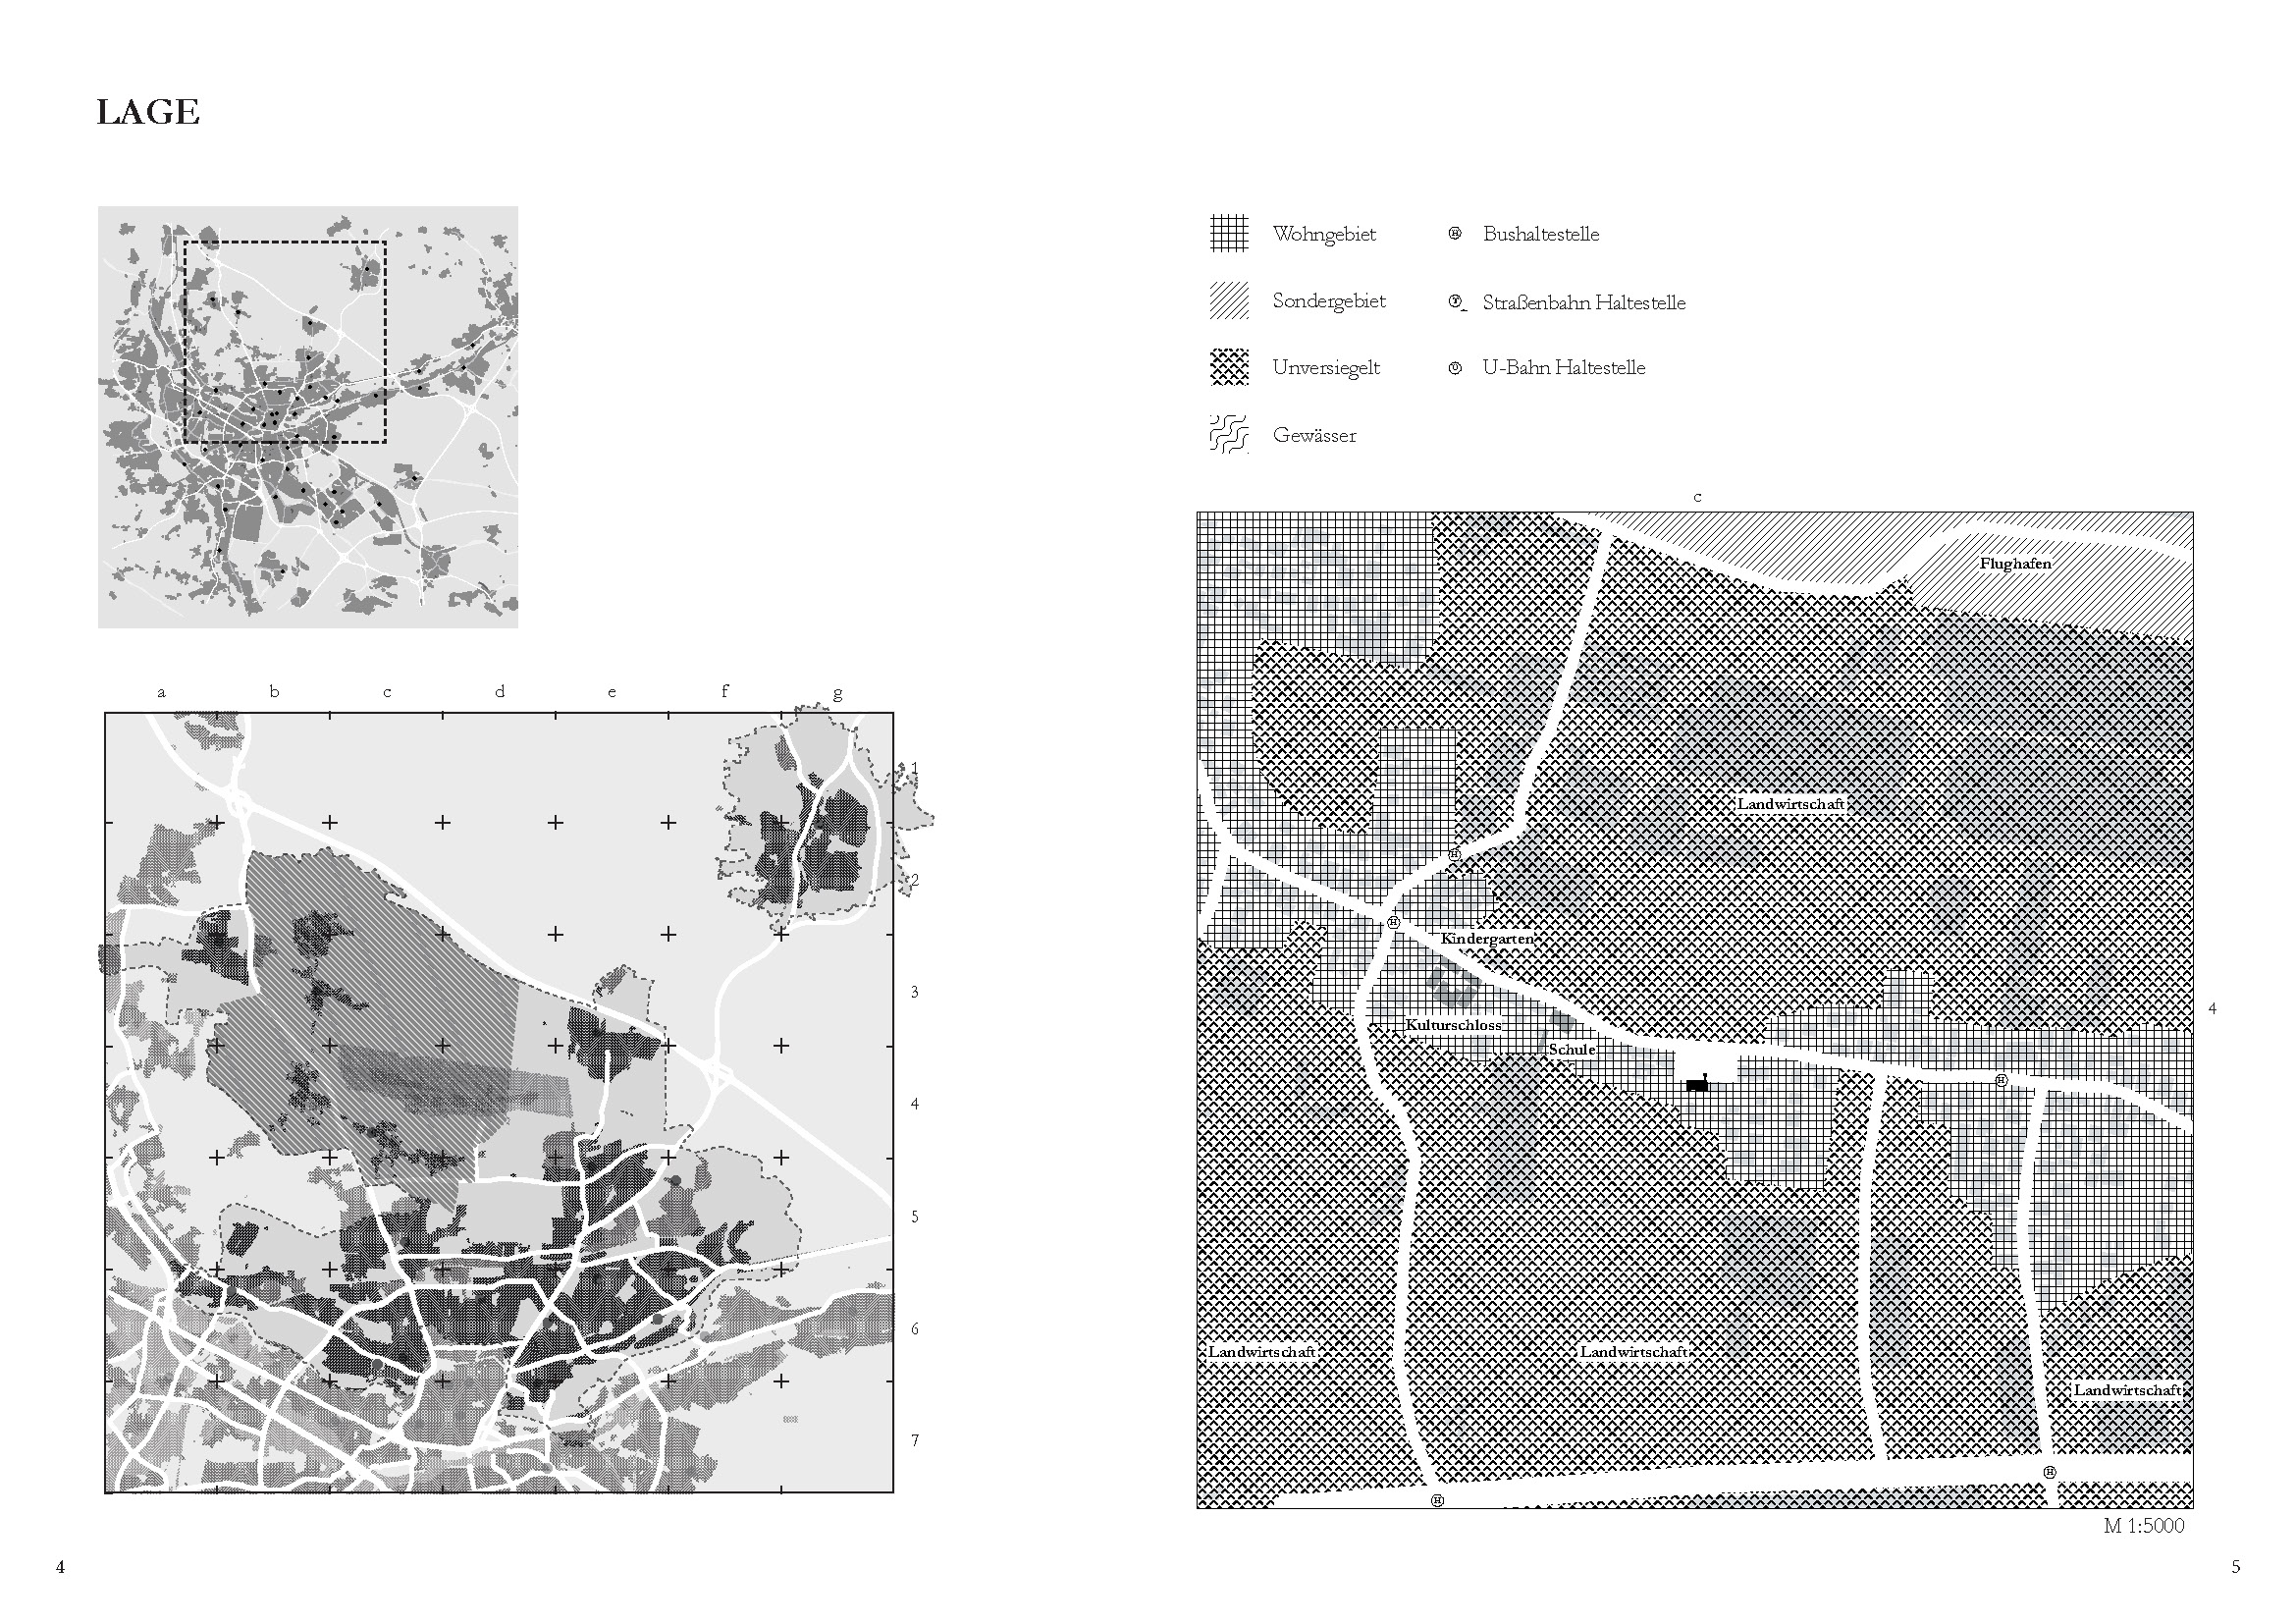 LAGE
a b c d e f g
1
2
3
4
5
6
7
4
Wohngebiet
Bushaltestelle
Sondergebiet
Straßenbahn Haltestelle
Unversiegelt
U-Bahn Haltestelle
Gewässer
c
Flughafen
Landwirtschaft
H
H
Kindergarten
4
Kulturschloss
Schule
H
Landwirtschaft
Landwirtschaft
Landwirtschaft
H
H
M 1:5000
5